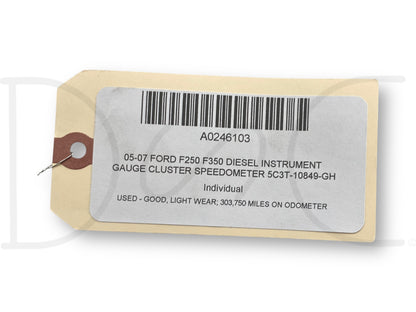 A0246103
05-07 FORD F250 F350 DIESEL INSTRUMENT
GAUGE CLUSTER SPEEDOMETER 5C3T-10849-GH
Individual
USED - GOOD, LIGHT WEAR; 303,750 MILES ON ODOMETER